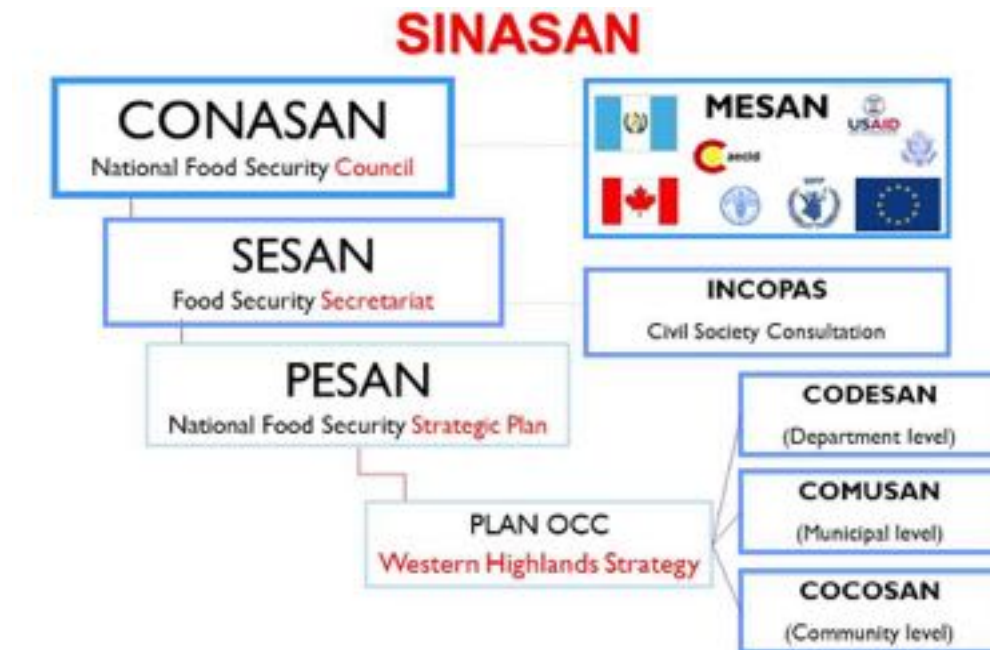 SINASAN
CONASAN
National Food Security Council
MESAN
USAID
aecid
WFP
SESAN
Food Security Secretariat
INCOPAS
Civil Society Consultation
PESAN
National Food Security Strategic Plan
CODESAN
(Department level)
PLAN OCC
Western Highlands Strategy
COMUSAN
(Municipal level)
COCOSAN
(Community level)